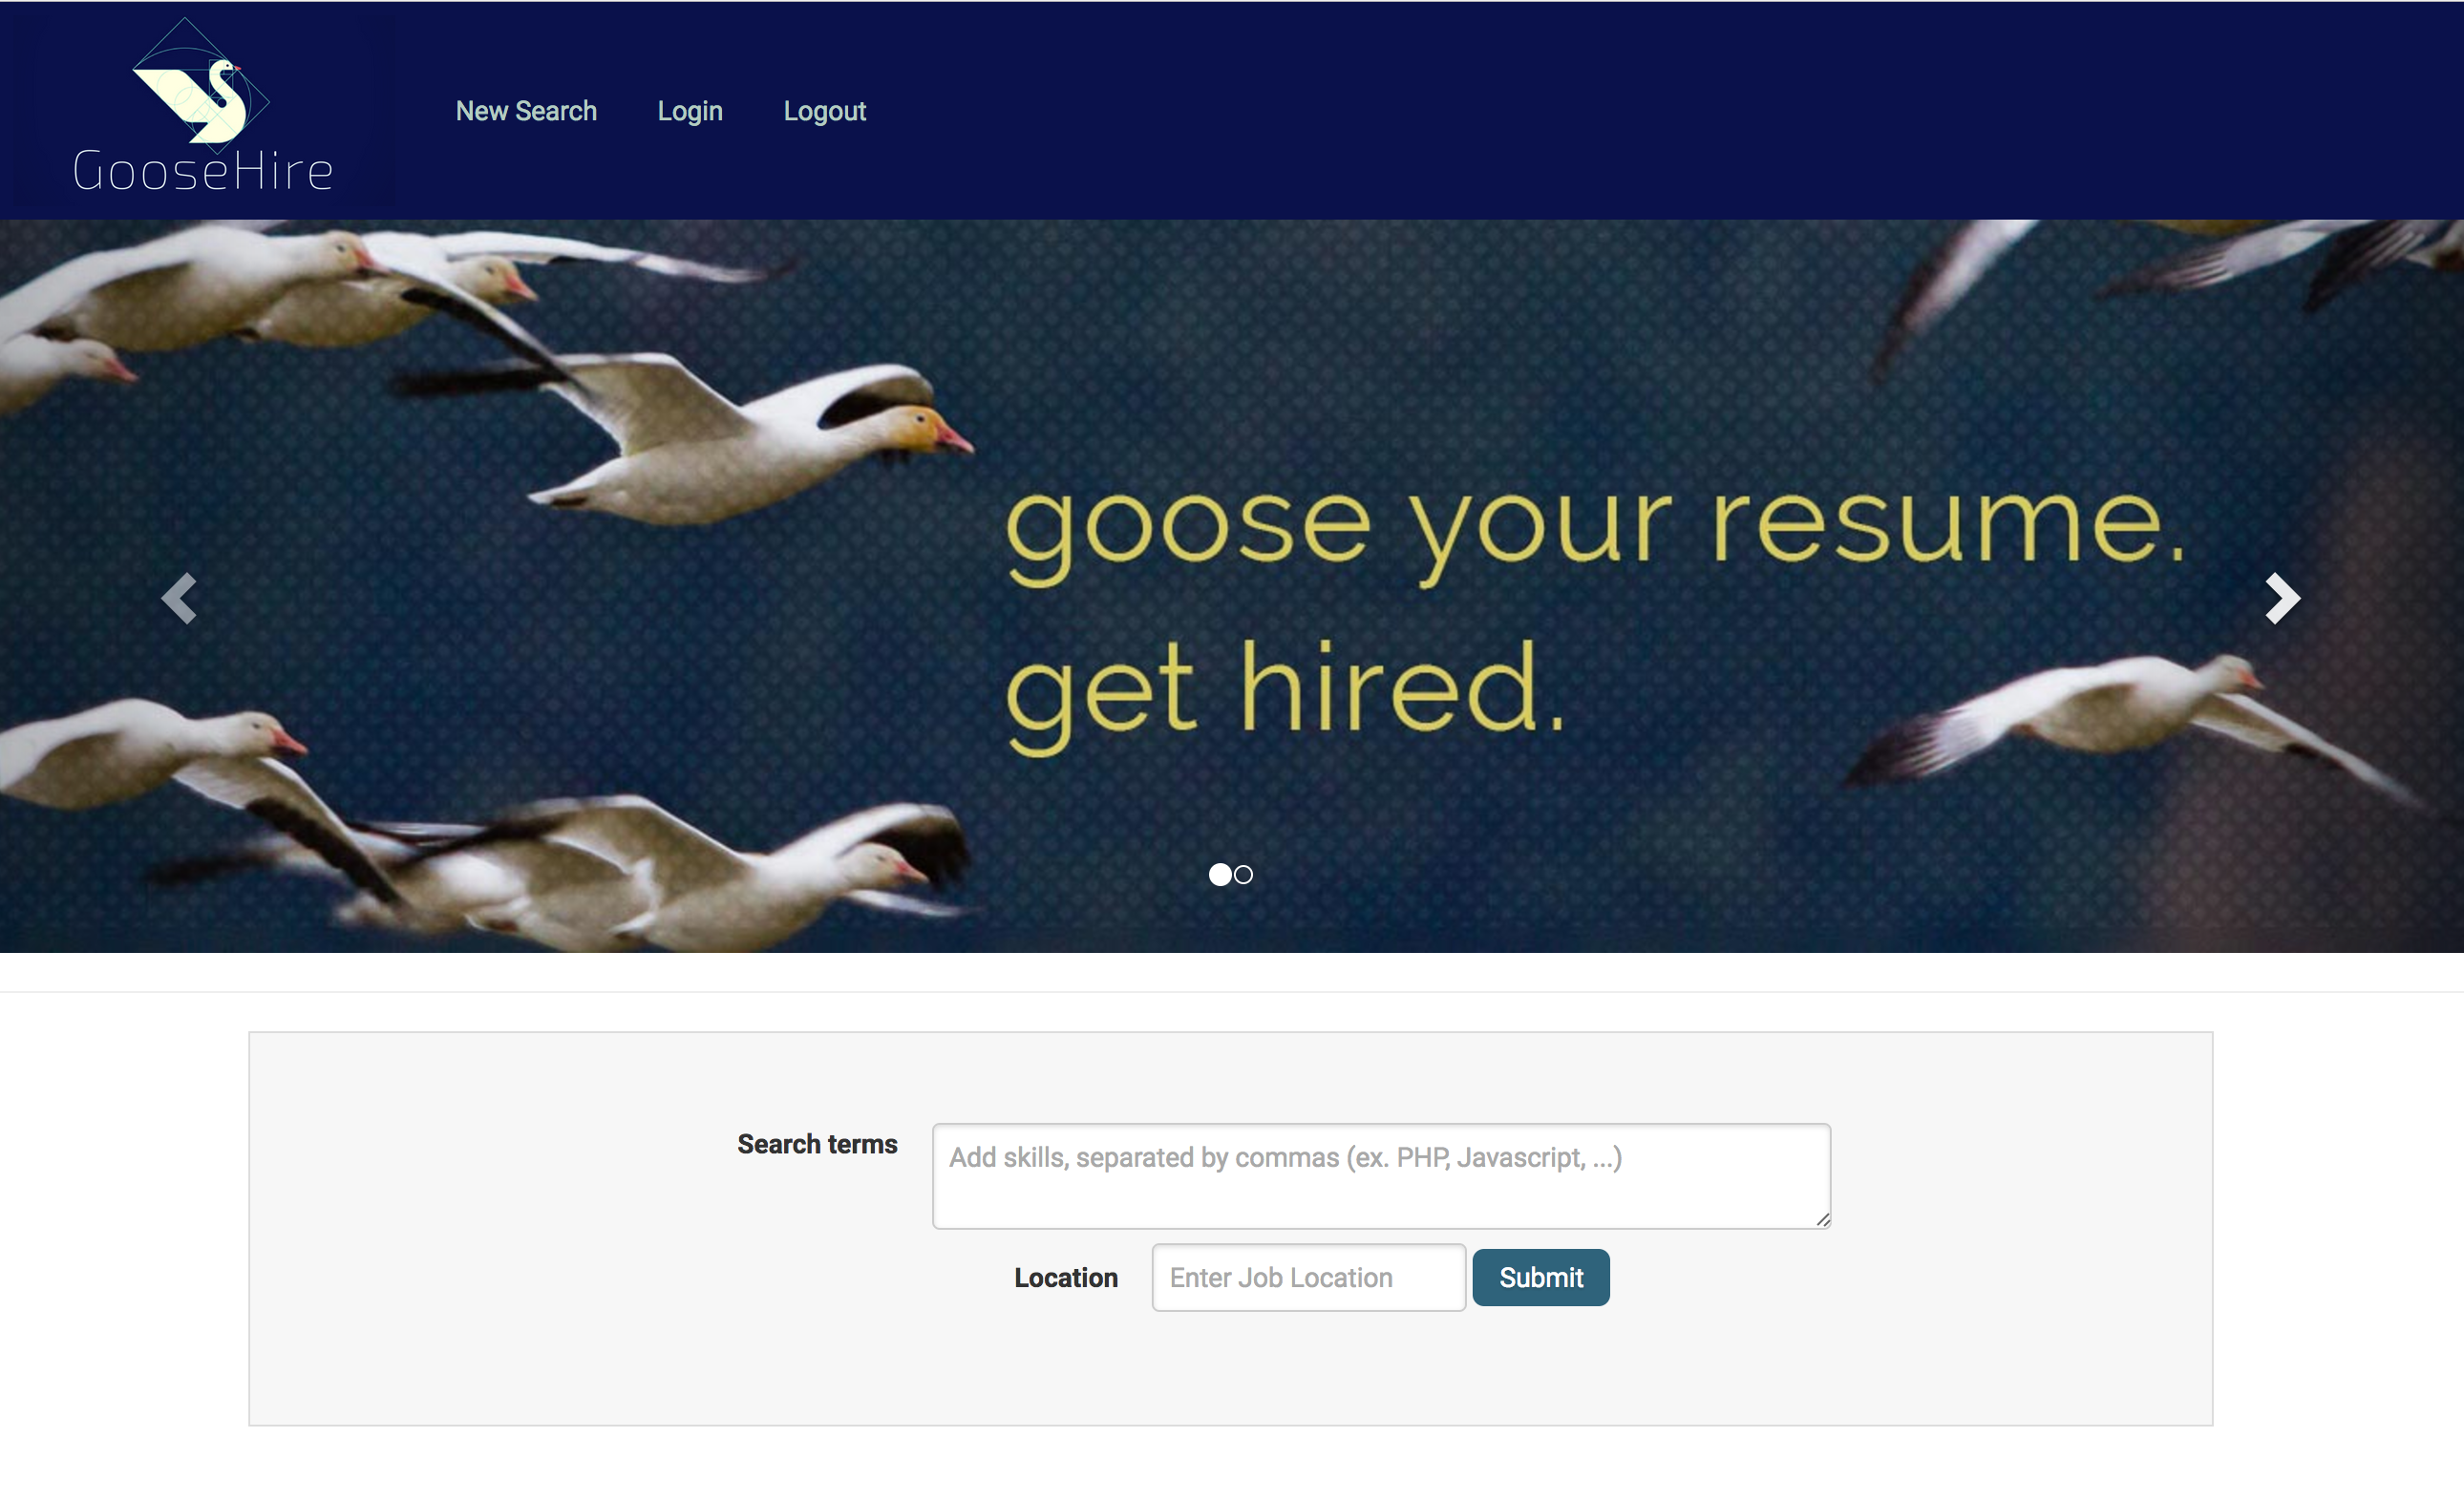 GooseHire
New Search Login Logout
goose your resume.
get hired.
Search terms
Add skills, separated by commas (ex. PHP, Javascript, ...)
Location
Enter Job Location
Submit